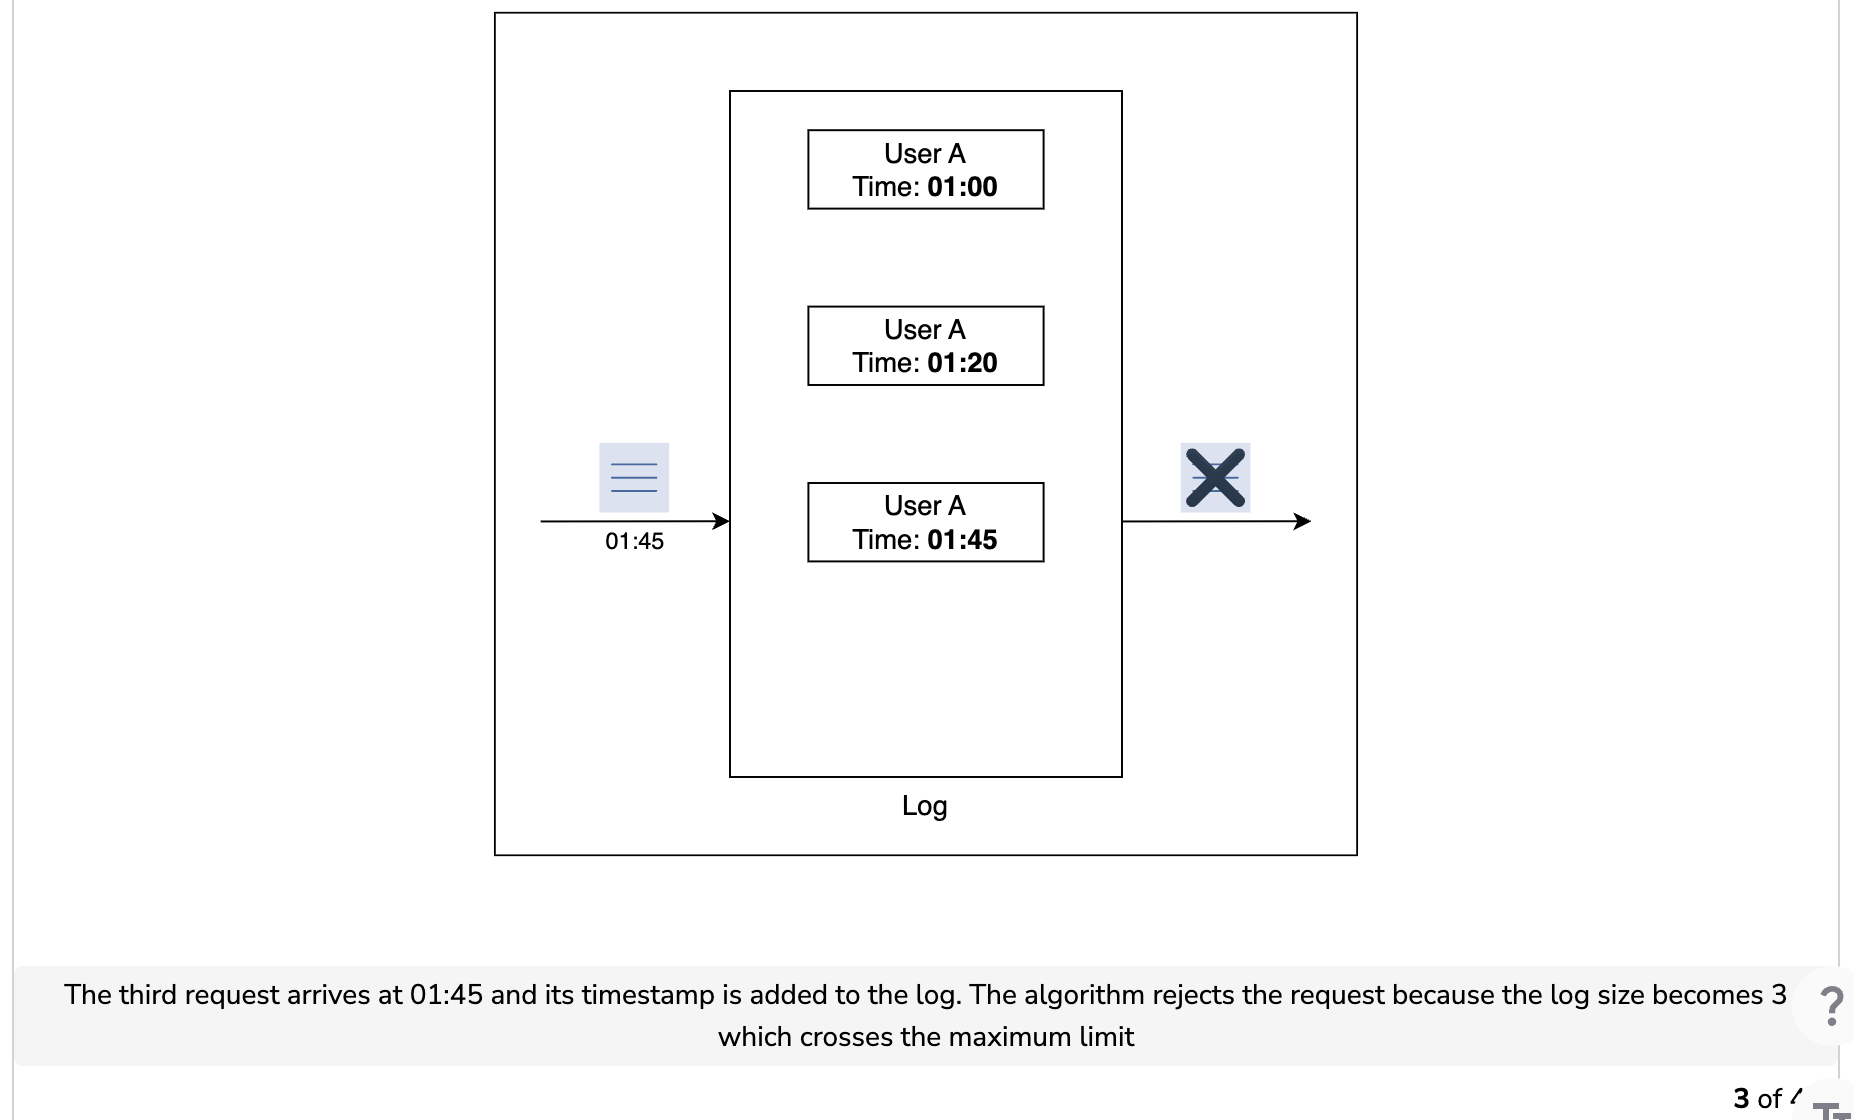 User A
Time: 01:00
User A
Time: 01:20
User A
Time: 01:45
01:45
Log
The third request arrives at 01:45 and its timestamp is added to the log. The algorithm rejects the request because the log size becomes 3
which crosses the maximum limit
?
3 of
Tт